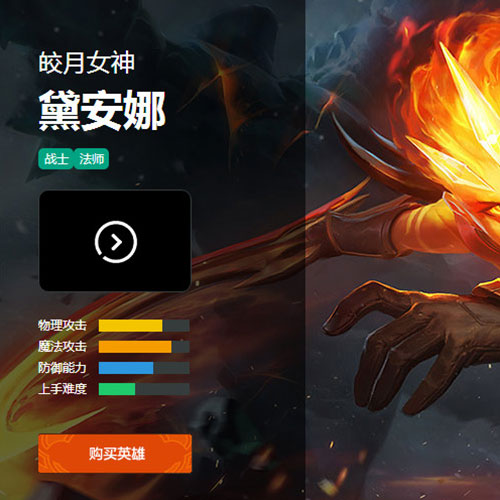 皎月女神
黛安娜
战士 法师
物理攻击
魔法攻击
防御能力
上手难度
购买英雄